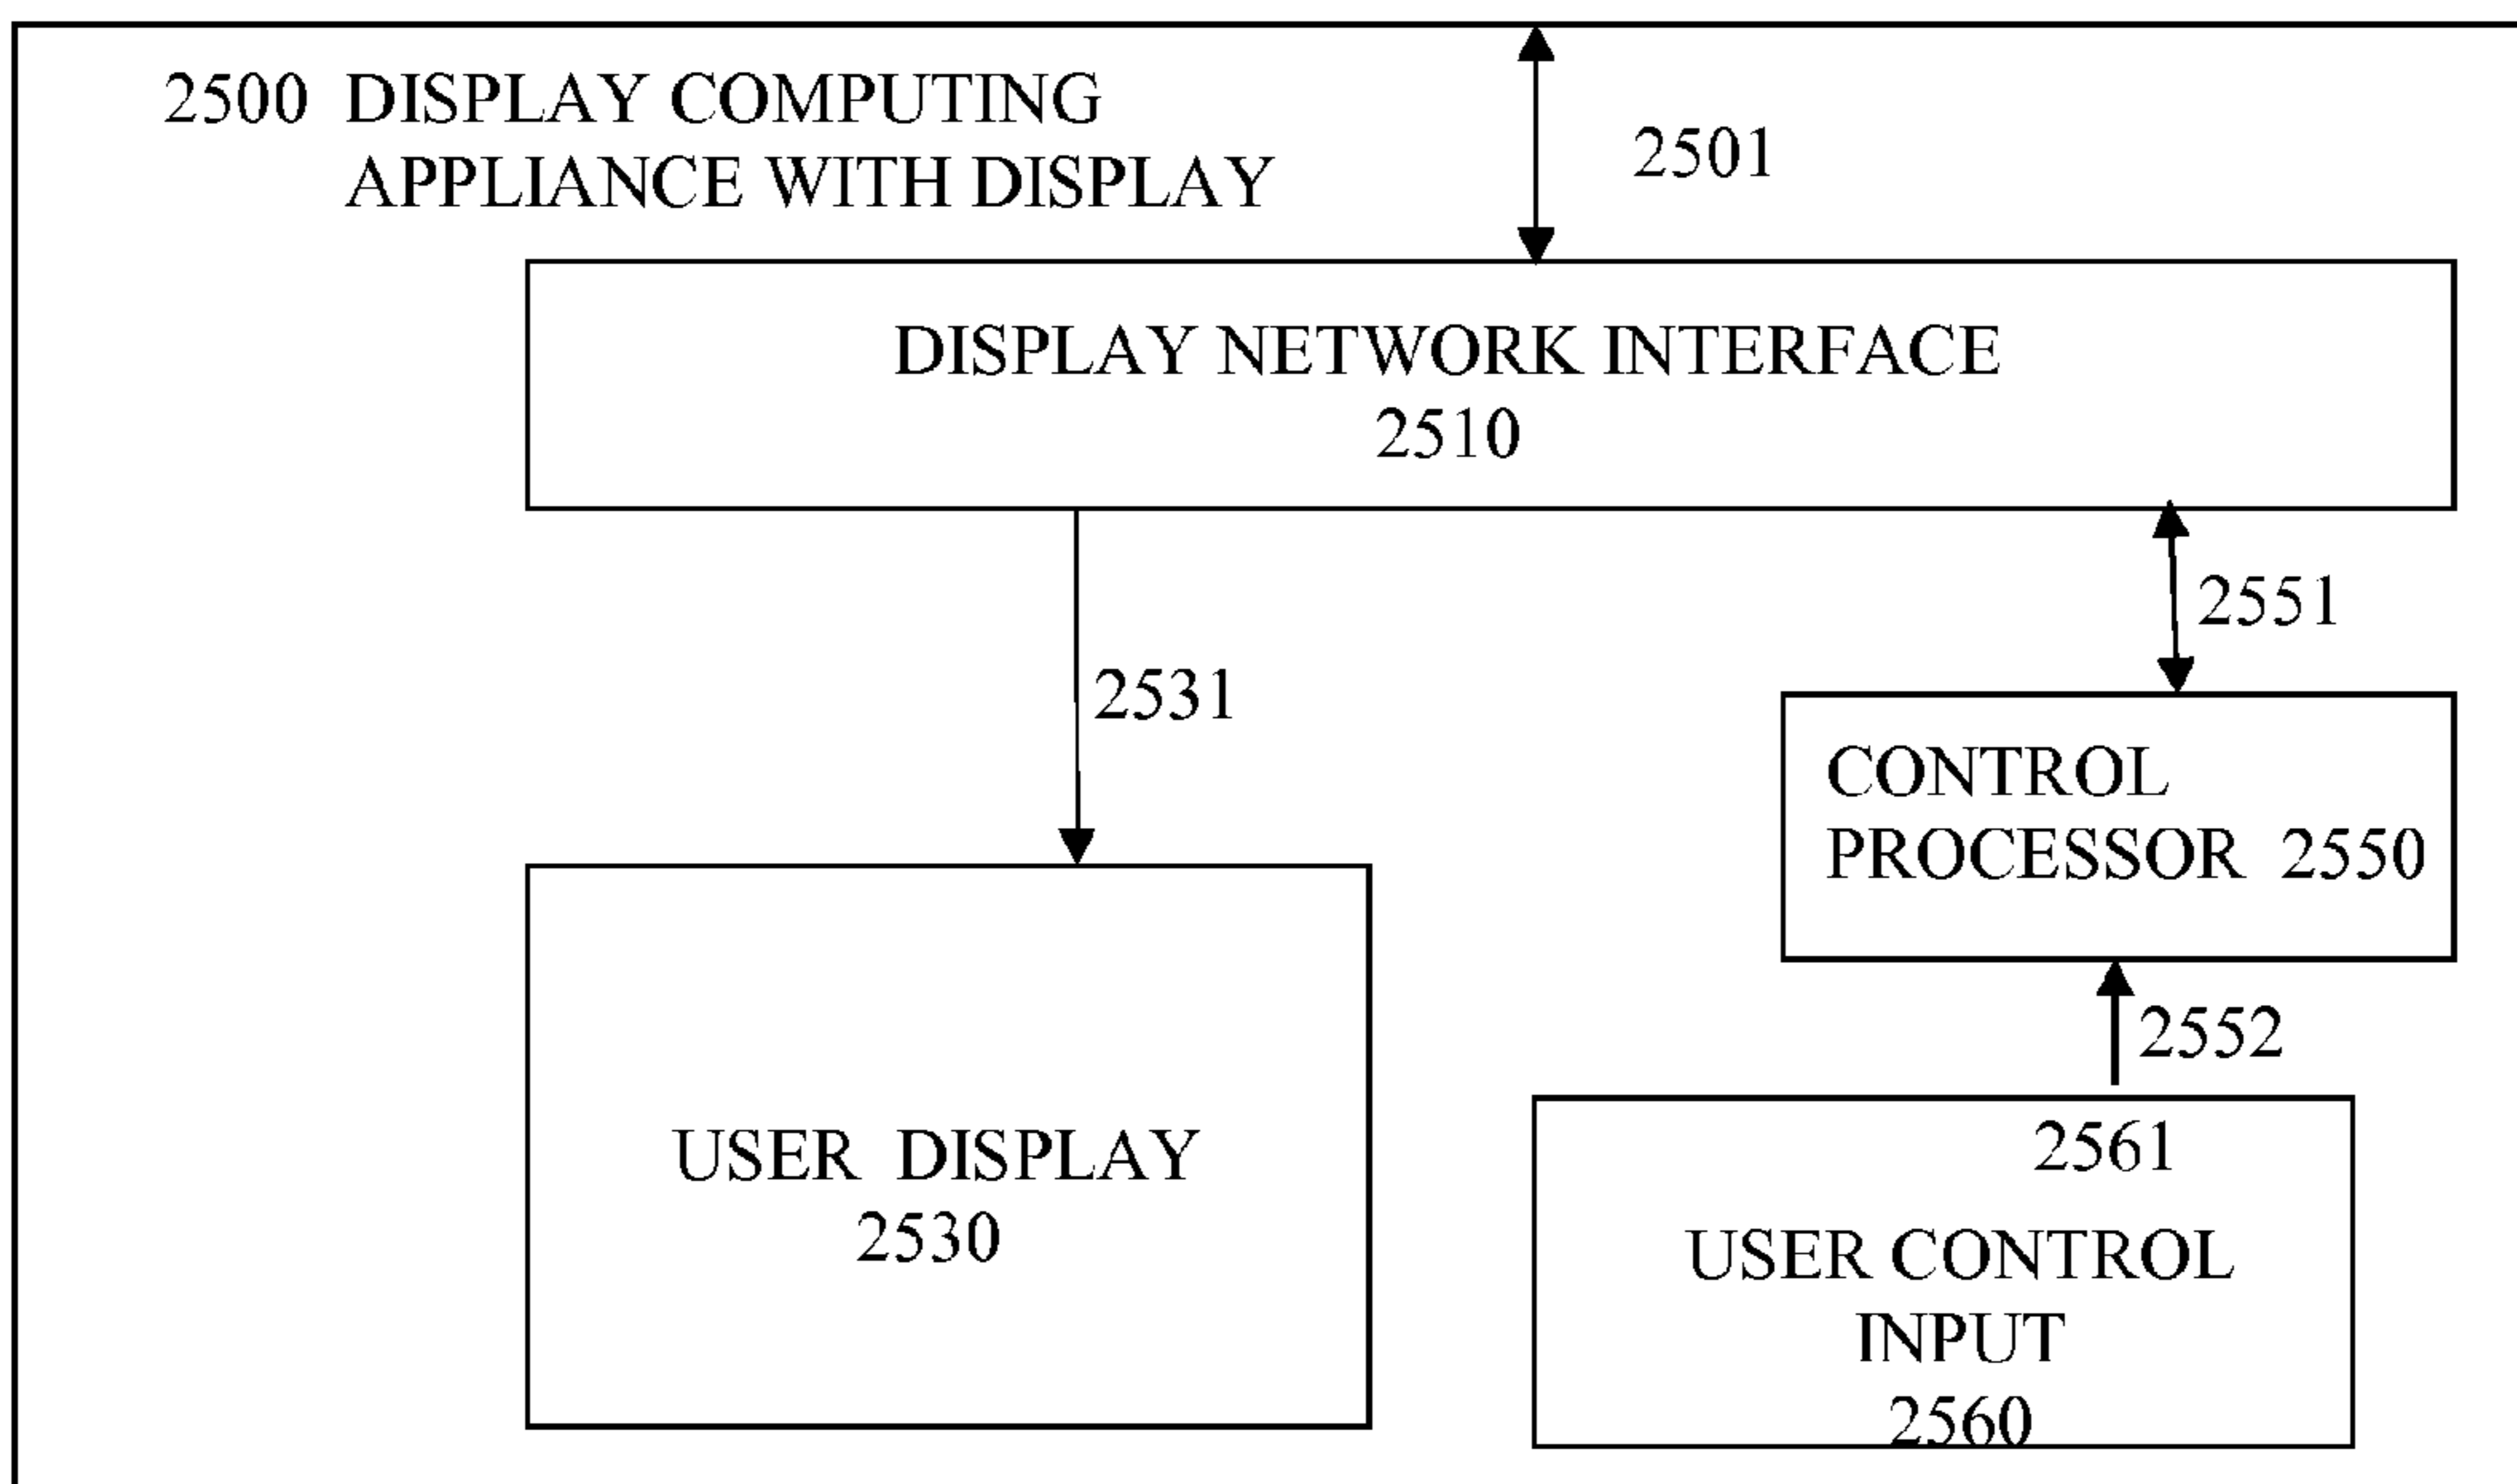 2500 DISPLAY COMPUTING
APPLIANCE WITH DISPLAY
2501
DISPLAY NETWORK INTERFACE
2510
2551
2531
CONTROL
PROCESSOR 2550
2552
USER DISPLAY
2530
2561
USER CONTROL
INPUT
2560